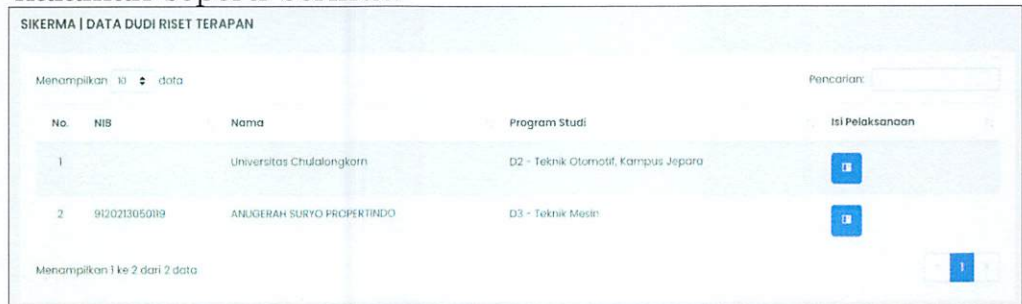 SIKERMA | DATA DUDI RISET TERAPAN
Menampilkan 10 data
Pencarian:
No. NIB Nama Program Studi Isi Pelaksanaan
1 Universitas Chulalongkorn D2 - Teknik Otomotif, Kampus Jepara
2 9120213050119 ANUGERAH SURYO PROPERTINDO D3 - Teknik Mesin
Menampilkan 1 ke 2 dari 2 data
1